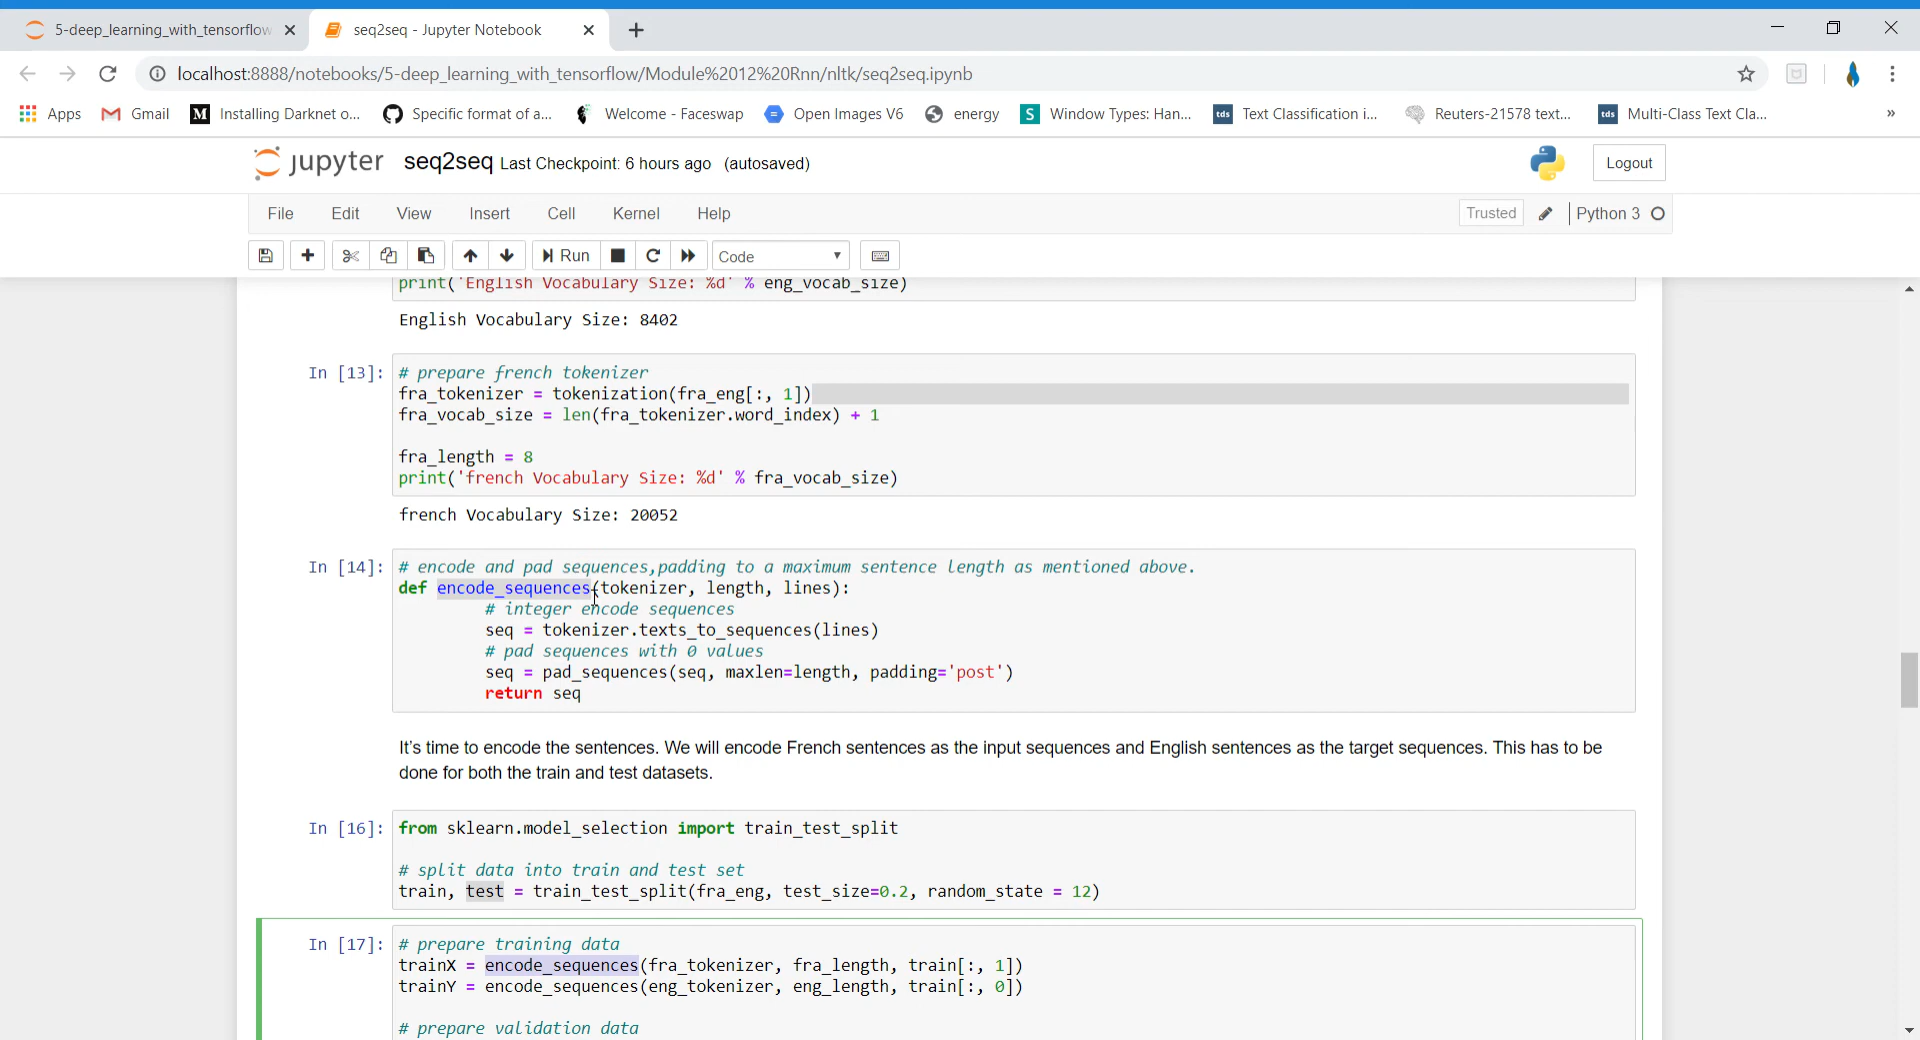 5-deep_learning_with_tensorflow
seq2seq - Jupyter Notebook
localhost:8888/notebooks/5-deep_learning_with_tensorflow/Module%2012%20Rnn/nltk/seq2seq.ipynb
Apps Gmail Installing Darknet o... Specific format of a... Welcome - Faceswap Open Images V6 energy Window Types: Han... Text Classification i... Reuters-21578 text... Multi-Class Text Cla... »
jupyter seq2seq Last Checkpoint: 6 hours ago (autosaved) Logout
File Edit View Insert Cell Kernel Help Trusted Python 3
Run Code
print('English Vocabulary Size: %d' % eng_vocab_size)
English Vocabulary Size: 8402
In [13]: # prepare french tokenizer
fra_tokenizer = tokenization(fra_eng[:, 1])
fra_vocab_size = len(fra_tokenizer.word_index) + 1
fra_length = 8
print('french Vocabulary Size: %d' % fra_vocab_size)
french Vocabulary Size: 20052
In [14]: # encode and pad sequences,padding to a maximum sentence length as mentioned above.
def encode_sequences(tokenizer, length, lines):
# integer encode sequences
seq = tokenizer.texts_to_sequences(lines)
# pad sequences with 0 values
seq = pad_sequences(seq, maxlen=length, padding='post')
return seq
It's time to encode the sentences. We will encode French sentences as the input sequences and English sentences as the target sequences. This has to be
done for both the train and test datasets.
In [16]: from sklearn.model_selection import train_test_split
# split data into train and test set
train, test = train_test_split(fra_eng, test_size=0.2, random_state = 12)
In [17]: # prepare training data
trainX = encode_sequences(fra_tokenizer, fra_length, train[:, 1])
trainY = encode_sequences(eng_tokenizer, eng_length, train[:, 0])
# prepare validation data